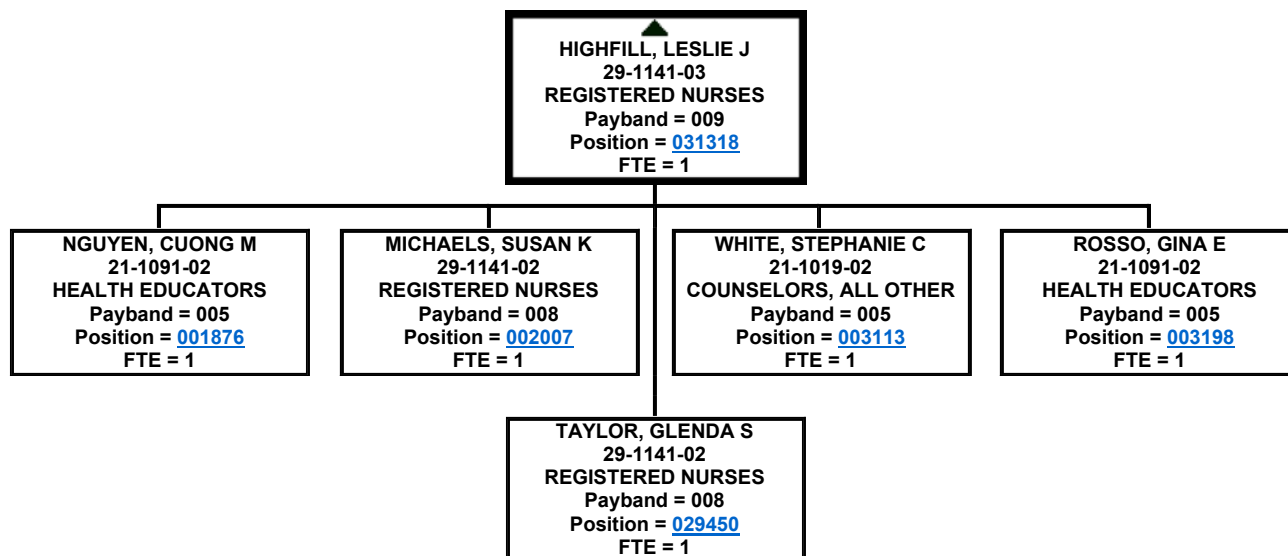 HIGHFILL, LESLIE J
29-1141-03
REGISTERED NURSES
Payband = 009
Position = 031318
FTE = 1
NGUYEN, CUONG M
21-1091-02
HEALTH EDUCATORS
Payband = 005
Position = 001876
FTE = 1
MICHAELS, SUSAN K
29-1141-02
REGISTERED NURSES
Payband = 008
Position = 002007
FTE = 1
WHITE, STEPHANIE C
21-1019-02
COUNSELORS, ALL OTHER
Payband = 005
Position = 003113
FTE = 1
ROSSO, GINA E
21-1091-02
HEALTH EDUCATORS
Payband = 005
Position = 003198
FTE = 1
TAYLOR, GLENDA S
29-1141-02
REGISTERED NURSES
Payband = 008
Position = 029450
FTE = 1